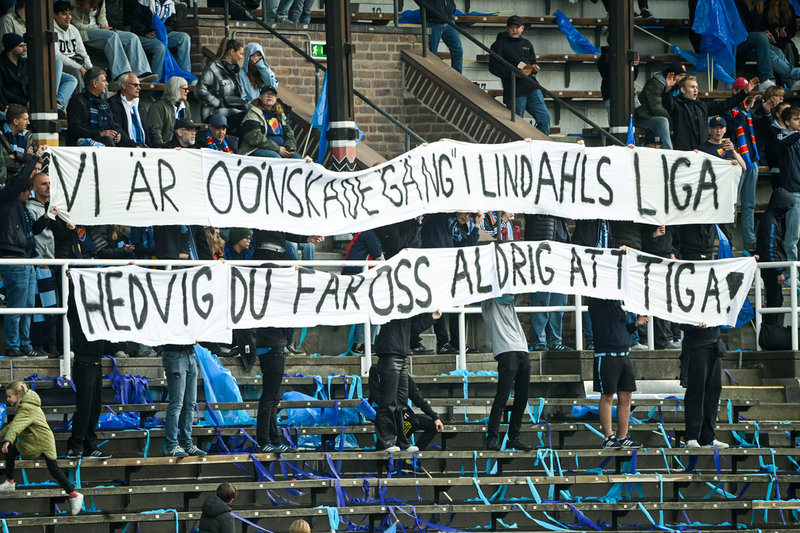 VI ÄR OÖNSKADE "GÄNG" I LINDAHLS LIGA
HEDVIG DU FÅR OSS ALDRIG ATT TIGA!